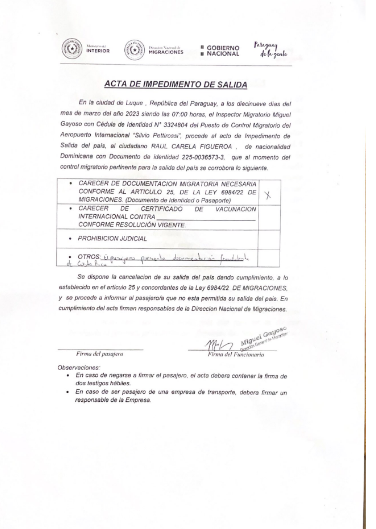 Ministerio del
INTERIOR
Dirección Nacional de
MIGRACIONES
GOBIERNO
NACIONAL
Paraguay
de la gente
ACTA DE IMPEDIMENTO DE SALIDA
En la ciudad de Luque , República del Paraguay, a los diecinueve días del
mes de marzo del año 2023 siendo las 07:00 horas, el Inspector Migratorio Miguel
Gayoso con Cédula de Identidad N° 3324804 del Puesto de Control Migratorio del
Aeropuerto Internacional "Silvio Pettirossi", procede al acto de Impedimento de
Salida del país, al ciudadano RAUL CARELA FIGUEROA , de nacionalidad
Dominicana con Documento de Identidad 225-0036573-3, que al momento del
control migratorio pertinente para la salida del país se corrobora lo siguiente.
• CARECER DE DOCUMENTACION MIGRATORIA NECESARIA
CONFORME AL ARTICULO 25, DE LA LEY 6984/22 DE
MIGRACIONES. (Documento de Identidad o Pasaporte) X
• CARECER DE CERTIFICADO DE VACUNACION
INTERNACIONAL CONTRA
CONFORME RESOLUCIÓN VIGENTE
• PROHIBICION JUDICIAL
• OTROS
Se dispone la cancelacion de su salida del país dando cumplimiento, a lo
establecido en el artículo 25 y concordantes de la Ley 6984/22 DE MIGRACIONES,
y se procede a informar al pasajero/a que no esta permitida su salida del país. En
cumplimiento del acto firman responsables de la Direccion Nacional de Migraciones.
Miguel Gayoso
Firma del pasajero Firma del Funcionario
Observaciones:
• En caso de negarse a firmar el pasajero, el acta debera contener la firma de
dos testigos hábiles.
• En caso de ser pasajero de una empresa de transporte, debera firmar un
responsable de la Empresa.